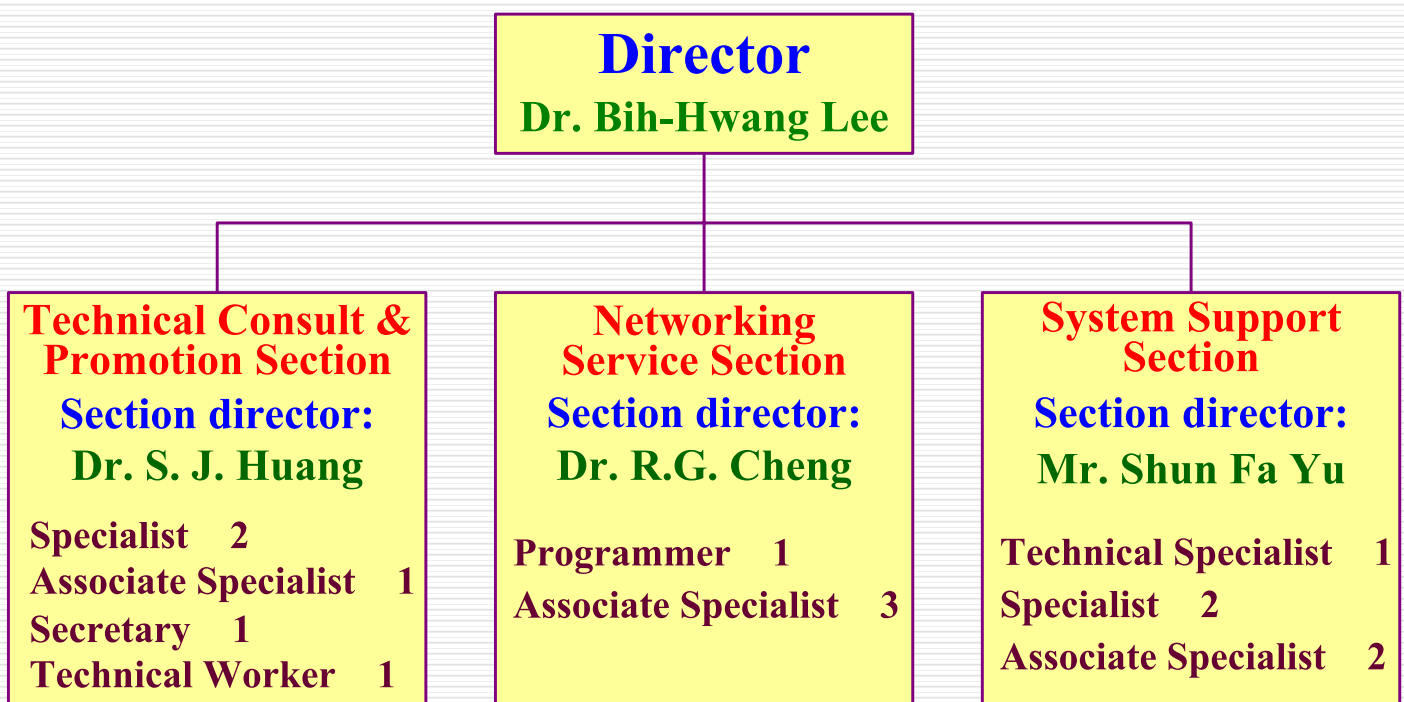 Director
Dr. Bih-Hwang Lee
Technical Consult &
Promotion Section
Section director:
Dr. S. J. Huang
Specialist 2
Associate Specialist 1
Secretary 1
Technical Worker 1
Networking
Service Section
Section director:
Dr. R.G. Cheng
Programmer 1
Associate Specialist 3
System Support
Section
Section director:
Mr. Shun Fa Yu
Technical Specialist 1
Specialist 2
Associate Specialist 2